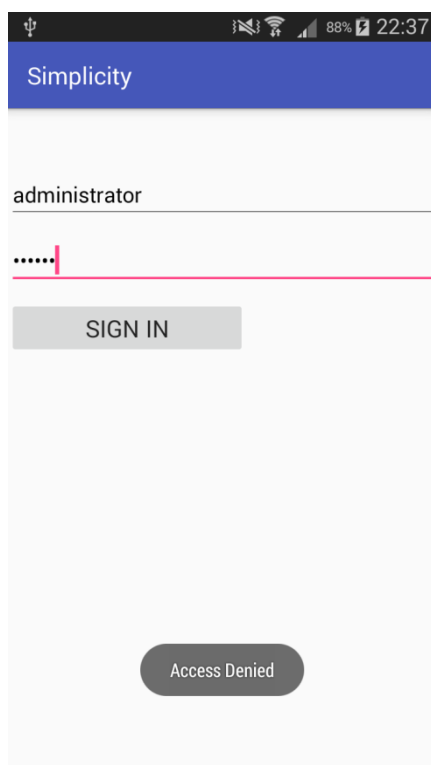 88% 22:37
Simplicity
administrator
••••••
SIGN IN
Access Denied